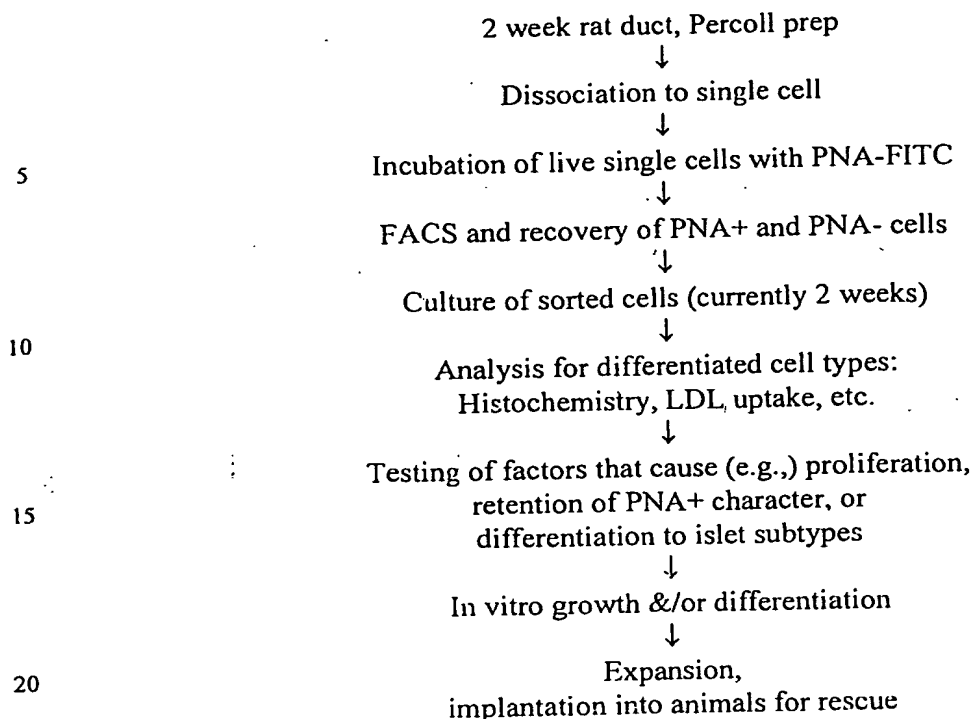 2 week rat duct, Percoll prep
↓
Dissociation to single cell
↓
5 Incubation of live single cells with PNA-FITC
↓
FACS and recovery of PNA+ and PNA- cells
↓
Culture of sorted cells (currently 2 weeks)
↓
10
Analysis for differentiated cell types:
Histochemistry, LDL uptake, etc.
↓
Testing of factors that cause (e.g.,) proliferation,
15 retention of PNA+ character, or
differentiation to islet subtypes
↓
In vitro growth &/or differentiation
↓
20 Expansion,
implantation into animals for rescue